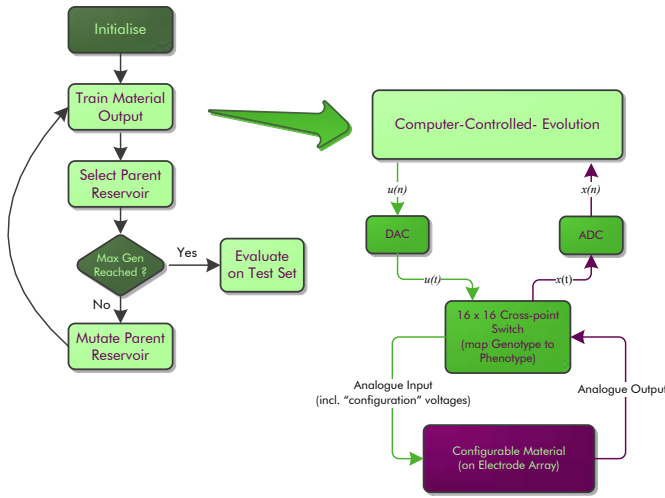 Initialise
Train Material
Output
Select Parent
Reservoir
Max Gen
Reached ?
Yes
Evaluate
on Test Set
No
Mutate Parent
Reservoir
Computer-Controlled- Evolution
u(n)
x(n)
DAC
ADC
u(t)
x(t)
16 x 16 Cross-point
Switch
(map Genotype to
Phenotype)
Analogue Input
(incl. “configuration” voltages)
Analogue Output
Configurable Material
(on Electrode Array)